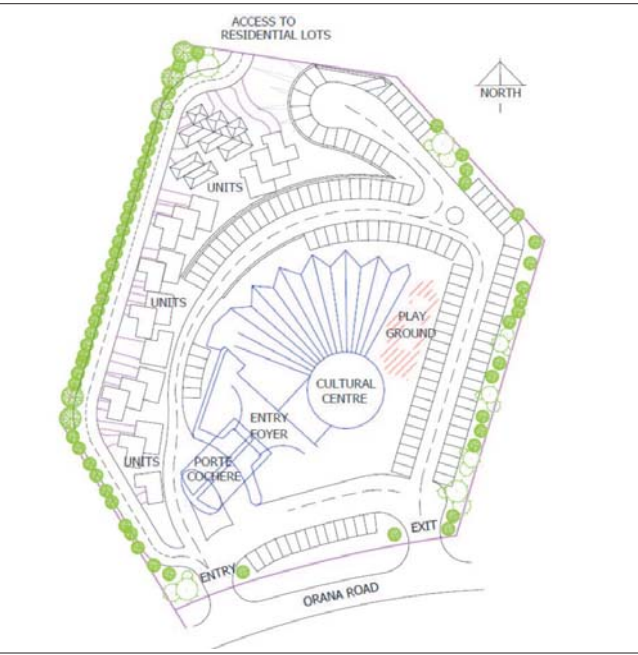 ACCESS TO
RESIDENTIAL LOTS
NORTH
UNITS
UNITS
PLAY
GROUND
CULTURAL
CENTRE
ENTRY
FOYER
UNITS
PORTE
COCHERE
EXIT
ENTRY
ORANA ROAD